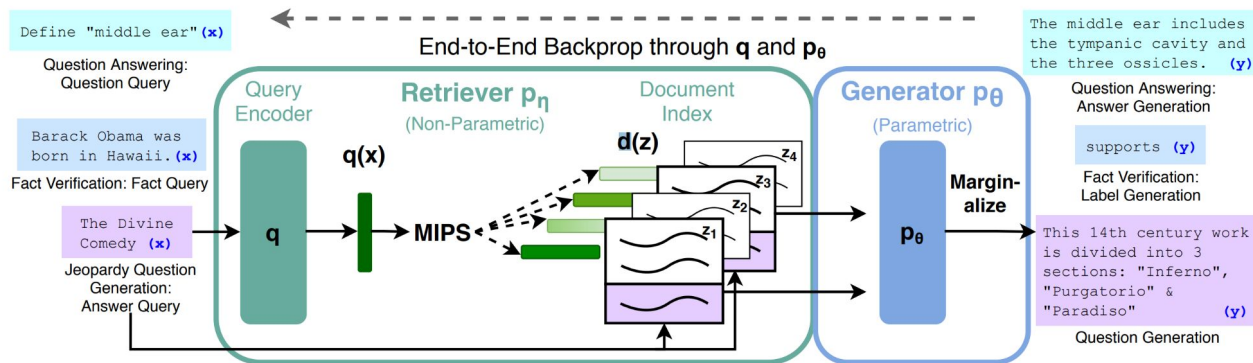 Define "middle ear" (x)
Question Answering:
Question Query
Barack Obama was
born in Hawaii. (x)
Fact Verification: Fact Query
The Divine
Comedy (x)
Jeopardy Question
Generation:
Answer Query
End-to-End Backprop through q and pθ
Query
Encoder
q
q(x)
Retriever pη
(Non-Parametric)
MIPS
Document
Index
d(z)
z4
z3
z2
z1
Generator pθ
(Parametric)
pθ
Margin-
alize
The middle ear includes
the tympanic cavity and
the three ossicles. (y)
Question Answering:
Answer Generation
supports (y)
Fact Verification:
Label Generation
This 14th century work
is divided into 3
sections: "Inferno",
"Purgatorio" &
"Paradiso" (y)
Question Generation